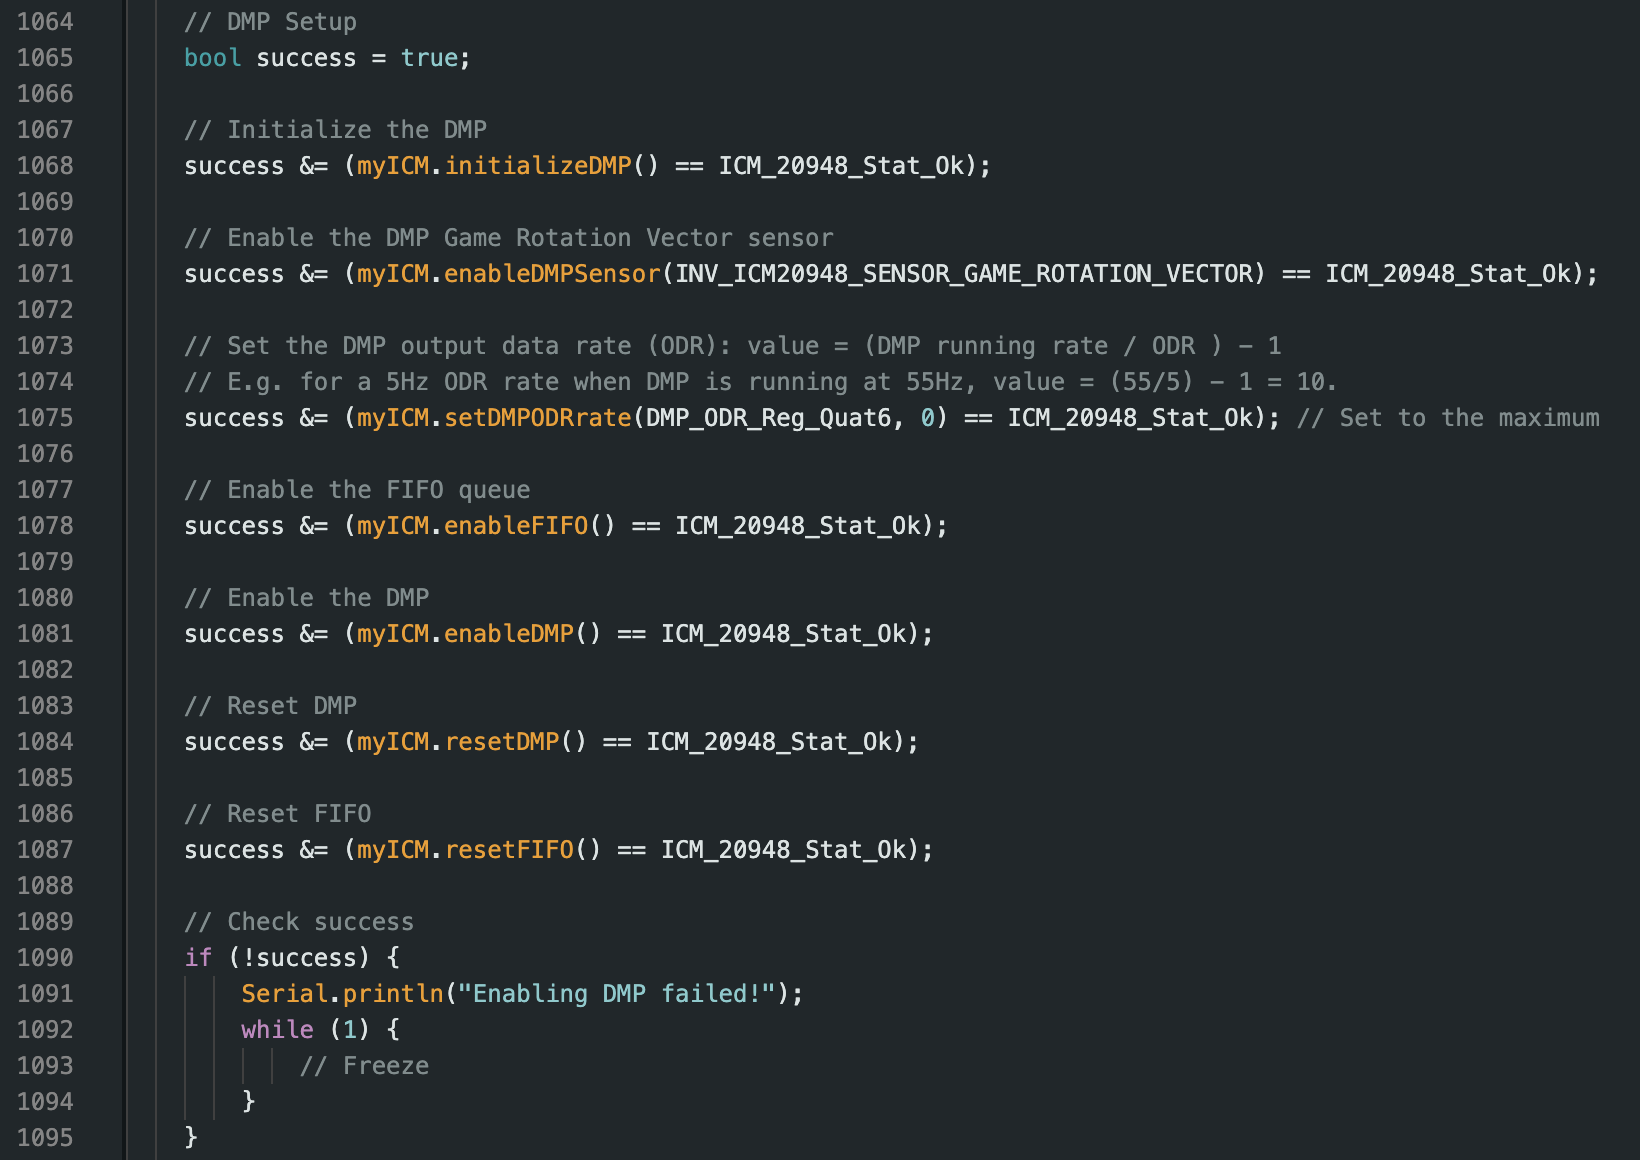 1064 // DMP Setup
1065 bool success = true;
1066
1067 // Initialize the DMP
1068 success &= (myICM.initializeDMP() == ICM_20948_Stat_Ok);
1069
1070 // Enable the DMP Game Rotation Vector sensor
1071 success &= (myICM.enableDMPSensor(INV_ICM20948_SENSOR_GAME_ROTATION_VECTOR) == ICM_20948_Stat_Ok);
1072
1073 // Set the DMP output data rate (ODR): value = (DMP running rate / ODR ) - 1
1074 // E.g. for a 5Hz ODR rate when DMP is running at 55Hz, value = (55/5) - 1 = 10.
1075 success &= (myICM.setDMPODRrate(DMP_ODR_Reg_Quat6, 0) == ICM_20948_Stat_Ok); // Set to the maximum
1076
1077 // Enable the FIFO queue
1078 success &= (myICM.enableFIFO() == ICM_20948_Stat_Ok);
1079
1080 // Enable the DMP
1081 success &= (myICM.enableDMP() == ICM_20948_Stat_Ok);
1082
1083 // Reset DMP
1084 success &= (myICM.resetDMP() == ICM_20948_Stat_Ok);
1085
1086 // Reset FIFO
1087 success &= (myICM.resetFIFO() == ICM_20948_Stat_Ok);
1088
1089 // Check success
1090 if (!success) {
1091 Serial.println("Enabling DMP failed!");
1092 while (1) {
1093 // Freeze
1094 }
1095 }